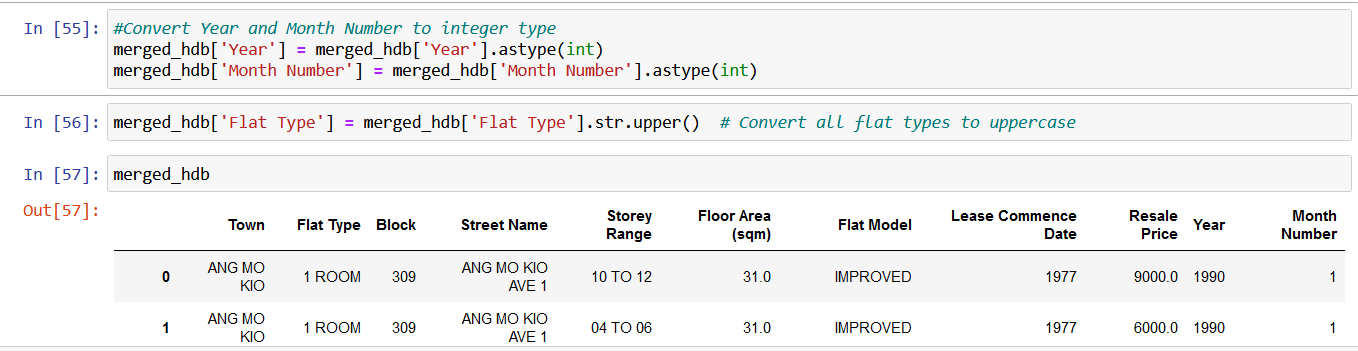 In [55]: #Convert Year and Month Number to integer type
merged_hdb['Year'] = merged_hdb['Year'].astype(int)
merged_hdb['Month Number'] = merged_hdb['Month Number'].astype(int)
In [56]: merged_hdb['Flat Type'] = merged_hdb['Flat Type'].str.upper()  # Convert all flat types to uppercase
In [57]: merged_hdb
Out[57]:
Town Flat Type Block Street Name Storey Range Floor Area (sqm) Flat Model Lease Commence Date Resale Price Year Month Number
0 ANG MO KIO 1 ROOM 309 ANG MO KIO AVE 1 10 TO 12 31.0 IMPROVED 1977 9000.0 1990 1
1 ANG MO KIO 1 ROOM 309 ANG MO KIO AVE 1 04 TO 06 31.0 IMPROVED 1977 6000.0 1990 1